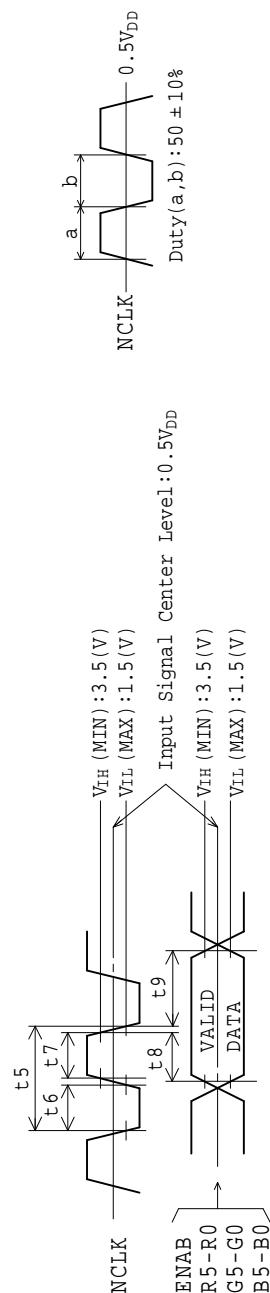 t5
t6
t7
NCLK
VIH (MIN):3.5(V)
VIL (MAX):1.5(V)
Input Signal Center Level:0.5VDD
t8
t9
ENAB
R5-R0
G5-G0
B5-B0
VALID
DATA
VIH (MIN):3.5(V)
VIL (MAX):1.5(V)
a
b
NCLK
0.5VDD
Duty(a,b):50 ± 10%